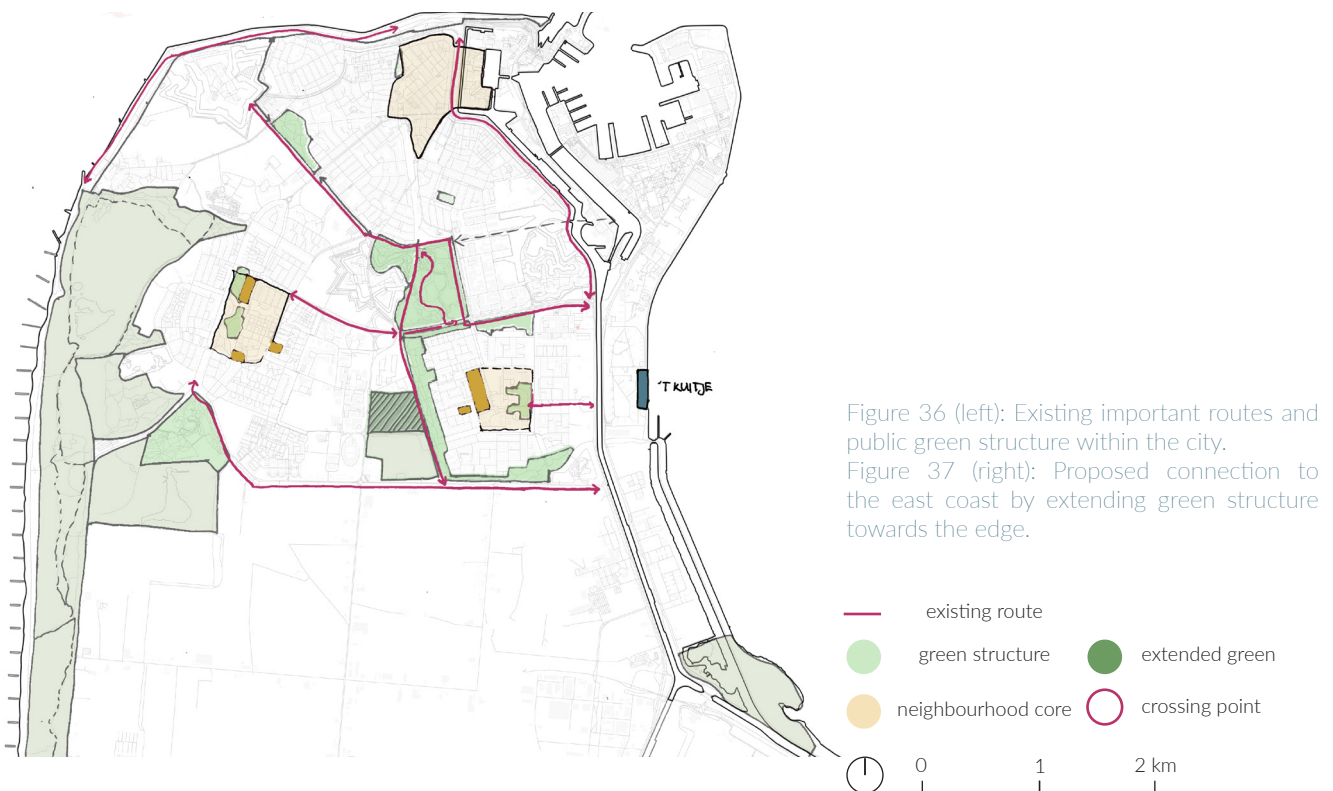 'T KUITJE
Figure 36 (left): Existing important routes and
public green structure within the city.
Figure 37 (right): Proposed connection to
the east coast by extending green structure
towards the edge.
existing route
green structure
extended green
neighbourhood core
crossing point
0 1 2 km